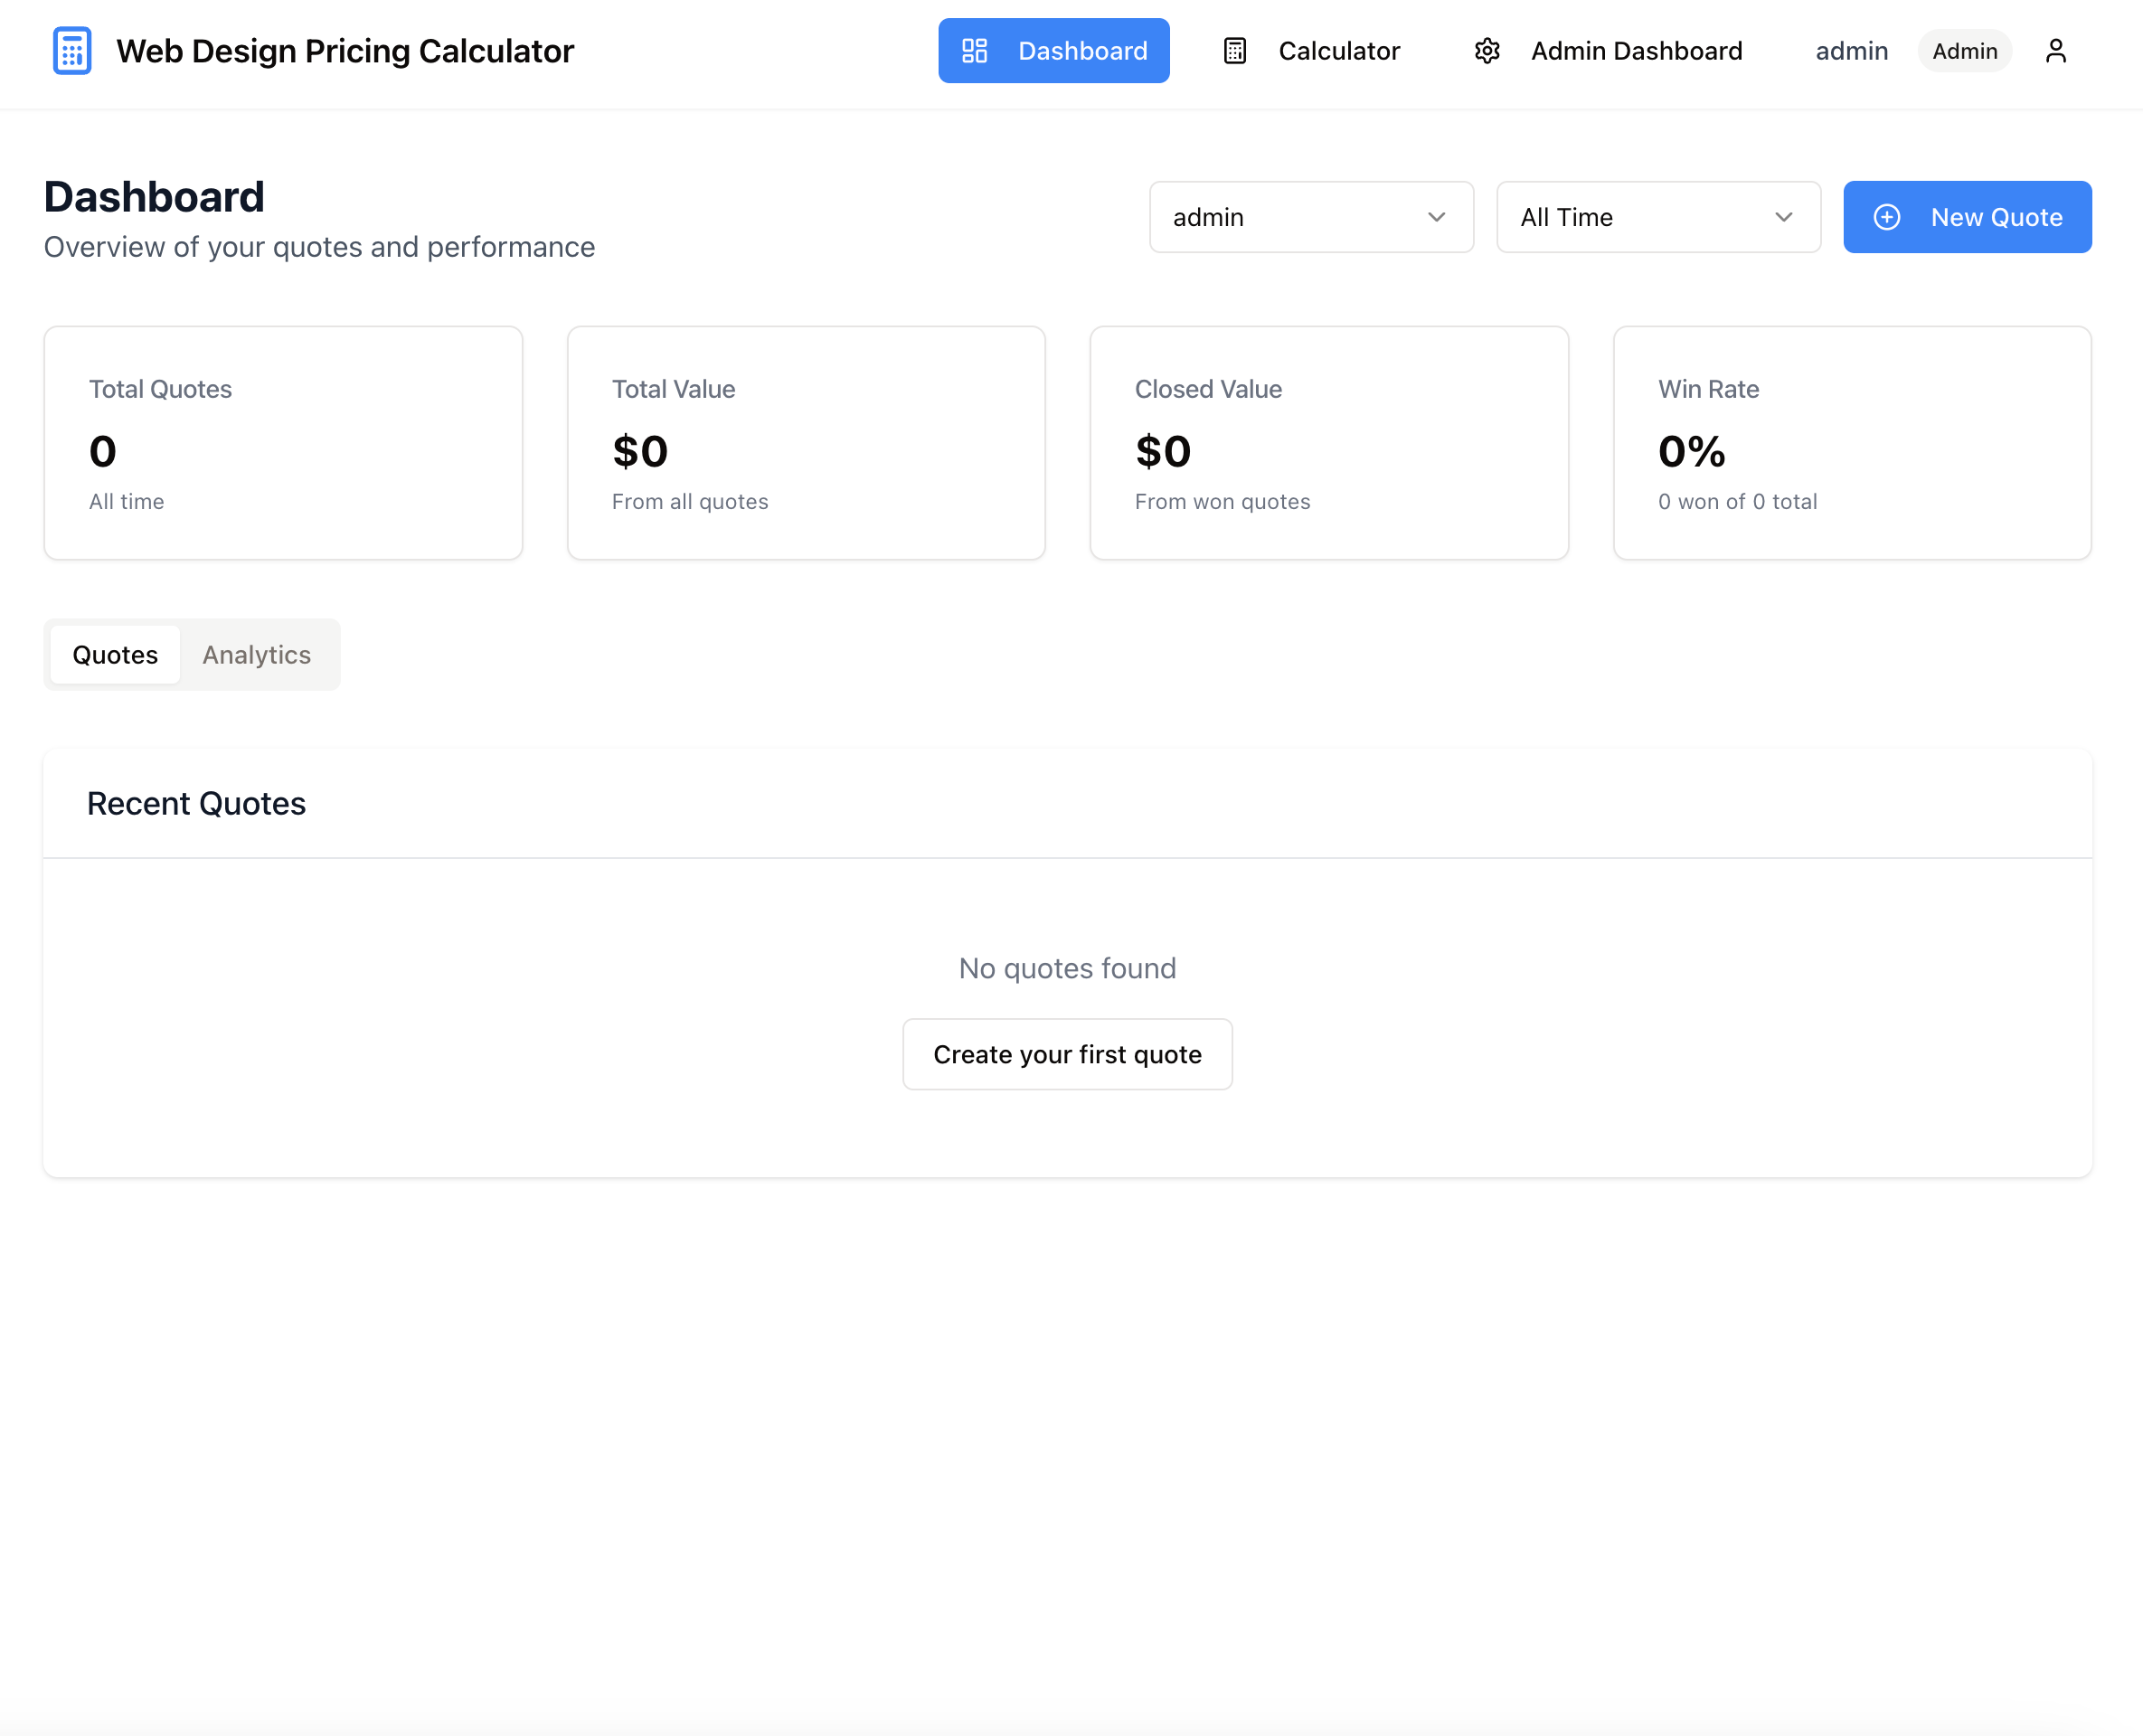 Web Design Pricing Calculator
Dashboard
Calculator
Admin Dashboard
admin
Admin
Dashboard
Overview of your quotes and performance
admin
All Time
New Quote
Total Quotes
0
All time
Total Value
$0
From all quotes
Closed Value
$0
From won quotes
Win Rate
0%
0 won of 0 total
Quotes
Analytics
Recent Quotes
No quotes found
Create your first quote